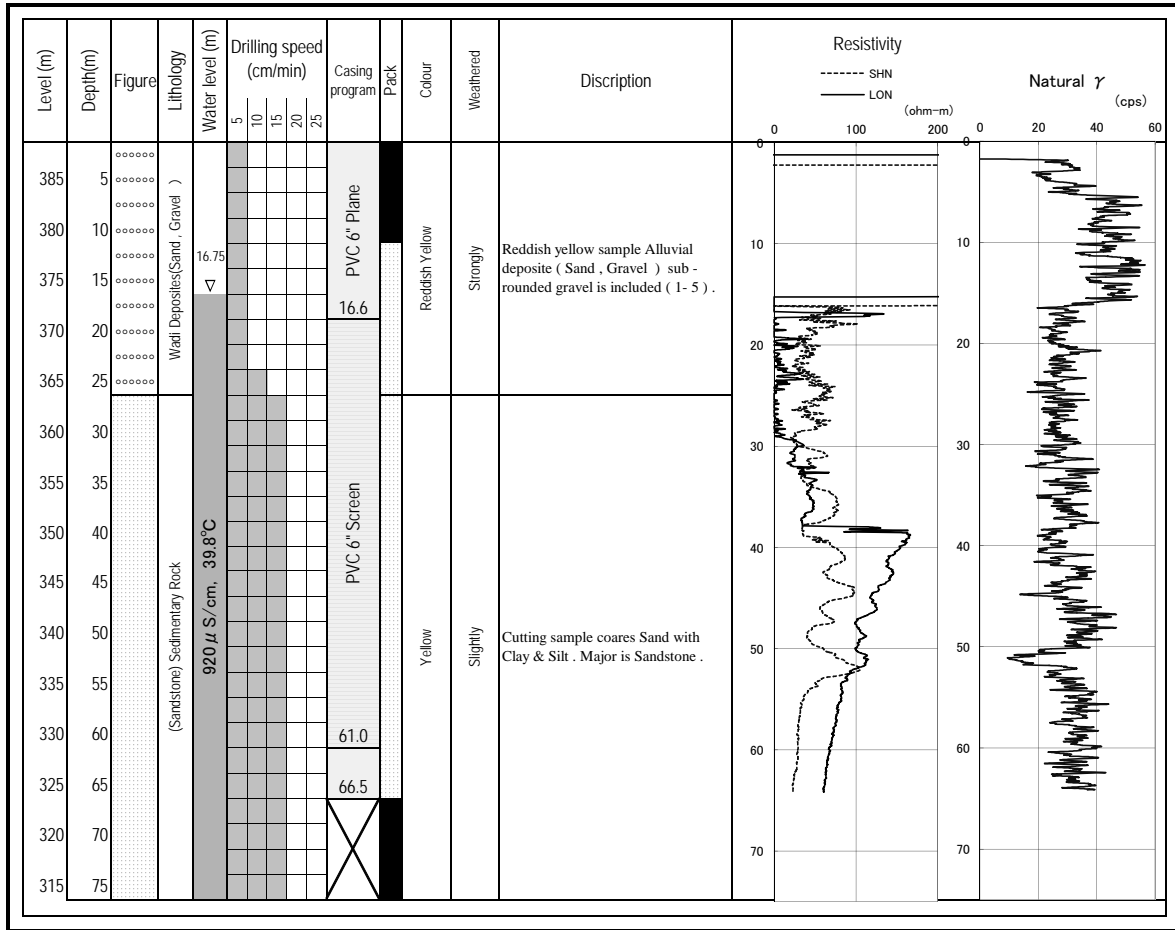 Level (m)
Depth(m)
Figure
Lithology
Water level (m)
Drilling speed
(cm/min)
5
10
15
20
25
Casing
program
Pack
Colour
Weathered
Discription
Resistivity
SHN
LON
(ohm-m)
0
100
200
Natural γ
(cps)
0
20
40
60
385
380
375
370
365
360
355
350
345
340
335
330
325
320
315
5
10
15
20
25
30
35
40
45
50
55
60
65
70
75
Wadi Deposites(Sand , Gravel )
(Sandstone) Sedimentary Rock
16.75
920 μ S/cm, 39.8℃
PVC 6" Plane
16.6
PVC 6" Screen
61.0
66.5
Reddish Yellow
Yellow
Strongly
Slightly
Reddish yellow sample Alluvial
deposite ( Sand , Gravel ) sub -
rounded gravel is included ( 1- 5 ) .
Cutting sample coares Sand with
Clay & Silt . Major is Sandstone .
0
10
20
30
40
50
60
70
0
10
20
30
40
50
60
70